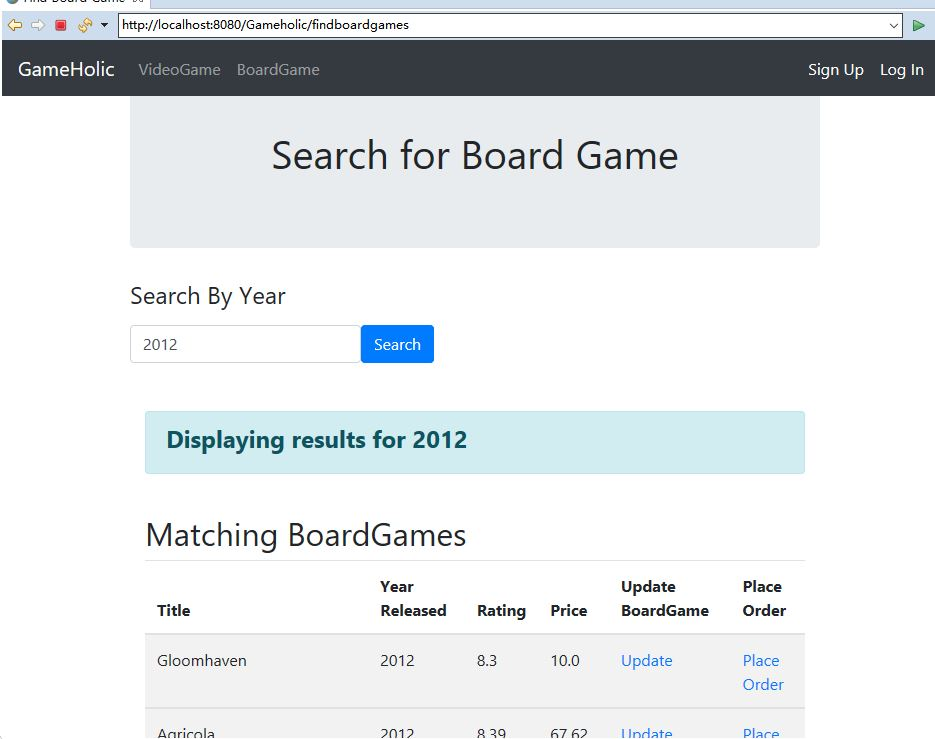 Find Board Game
http://localhost:8080/Gameholic/findboardgames
GameHolic VideoGame BoardGame Sign Up Log In
Search for Board Game
Search By Year
2012 Search
Displaying results for 2012
Matching BoardGames
Title Year Released Rating Price Update BoardGame Place Order
Gloomhaven 2012 8.3 10.0 Update Place Order
Agricola 2012 8.39 67.62 Update Place